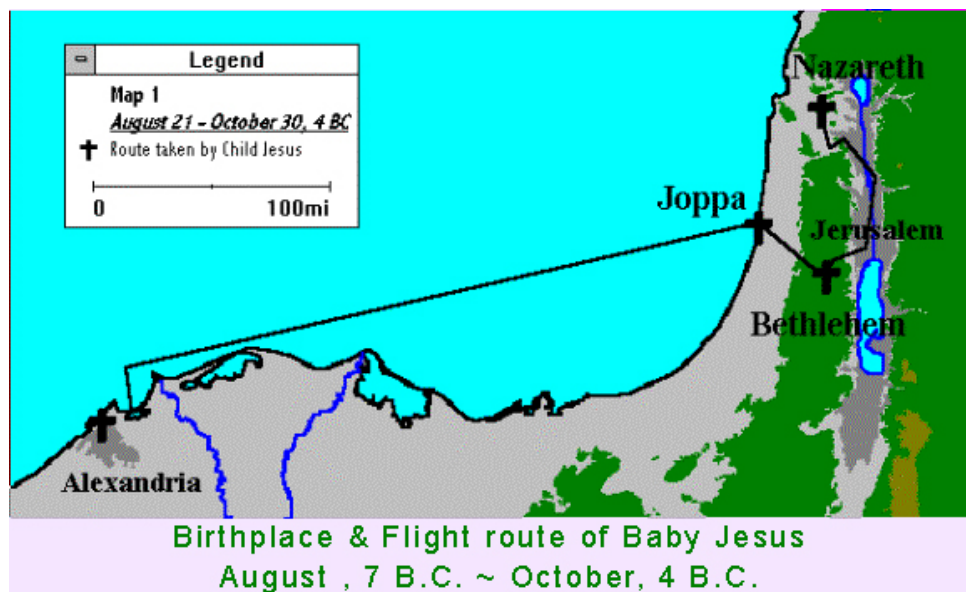 Legend
Map 1
August 21 - October 30, 4 BC
Route taken by Child Jesus
0 100mi
Nazareth
Joppa
Jerusalem
Bethlehem
Alexandria
Birthplace & Flight route of Baby Jesus
August , 7 B.C. ~ October, 4 B.C.